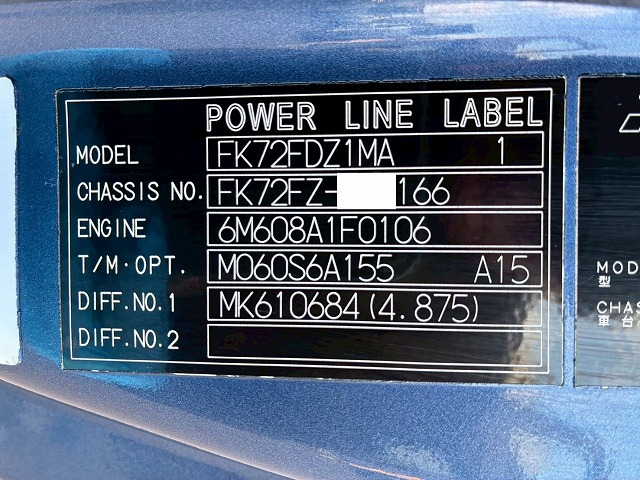 POWER LINE LABEL
MODEL FK72FDZ1MA 1
CHASSIS NO. FK72FZ- 166
ENGINE 6M608A1F0106
T/M·OPT. M060S6A155 A15
DIFF.NO.1 MK610684(4.875)
DIFF.NO.2
MOD
型
CHAS
車台